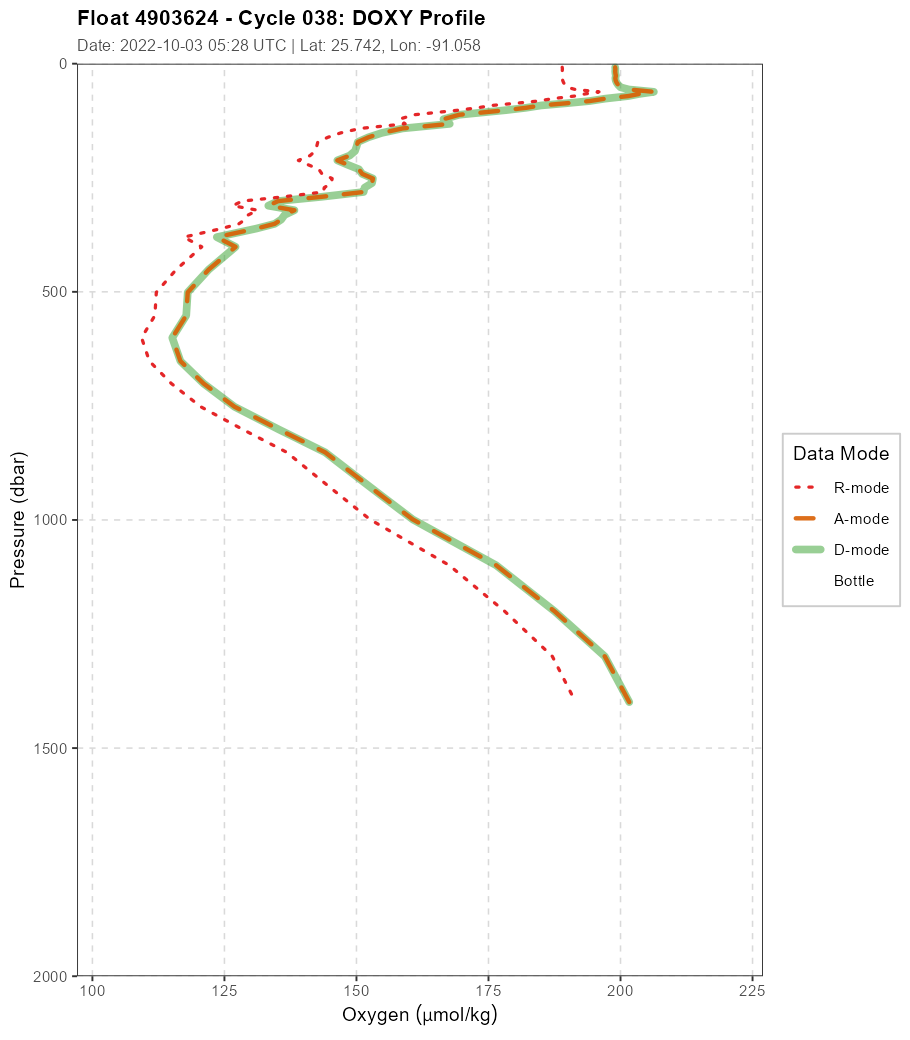 Float 4903624 - Cycle 038: DOXY Profile
Date: 2022-10-03 05:28 UTC | Lat: 25.742, Lon: -91.058
0
500
1000
1500
2000
Pressure (dbar)
100
125
150
175
200
225
Oxygen (μmol/kg)
Data Mode
R-mode
A-mode
D-mode
Bottle